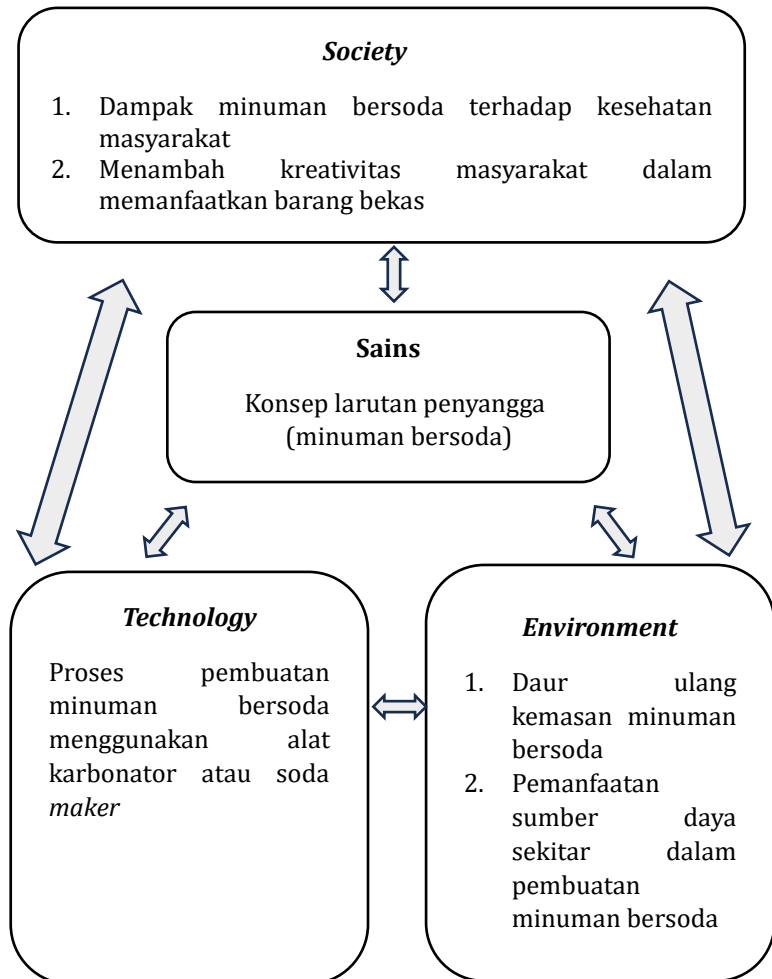 Society
1. Dampak minuman bersoda terhadap kesehatan
masyarakat
2. Menambah kreativitas masyarakat dalam
memanfaatkan barang bekas
Sains
Konsep larutan penyangga
(minuman bersoda)
Technology
Proses pembuatan
minuman bersoda
menggunakan alat
karbonator atau soda
maker
Environment
1. Daur ulang
kemasan minuman
bersoda
2. Pemanfaatan
sumber daya
sekitar dalam
pembuatan
minuman bersoda